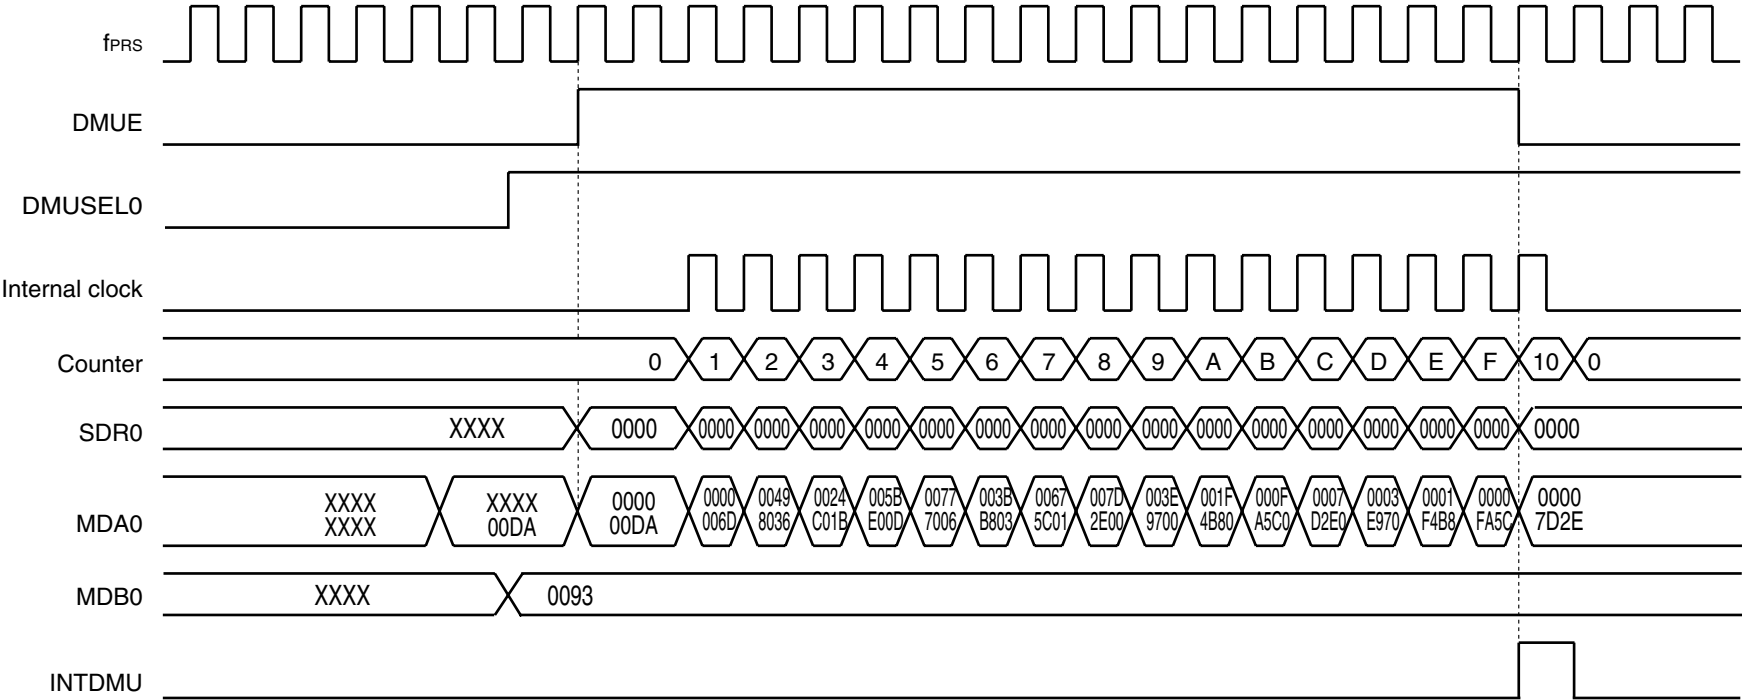 fPRS
DMUE
DMUSEL0
Internal clock
Counter 0 1 2 3 4 5 6 7 8 9 A B C D E F 10 0
SDR0 XXXX 0000 0000 0000 0000 0000 0000 0000 0000 0000 0000 0000 0000 0000 0000 0000 0000 0000
MDA0
XXXX XXXX 0000 0000 0049 0024 005B 0077 003B 0067 007D 003E 001F 000F 0007 0003 0001 0000 0000
XXXX 00DA 00DA 006D 8036 C01B E00D 7006 B803 5C01 2E00 9700 4B80 A5C0 D2E0 E970 F4B8 FA5C 7D2E
MDB0 XXXX 0093
INTDMU